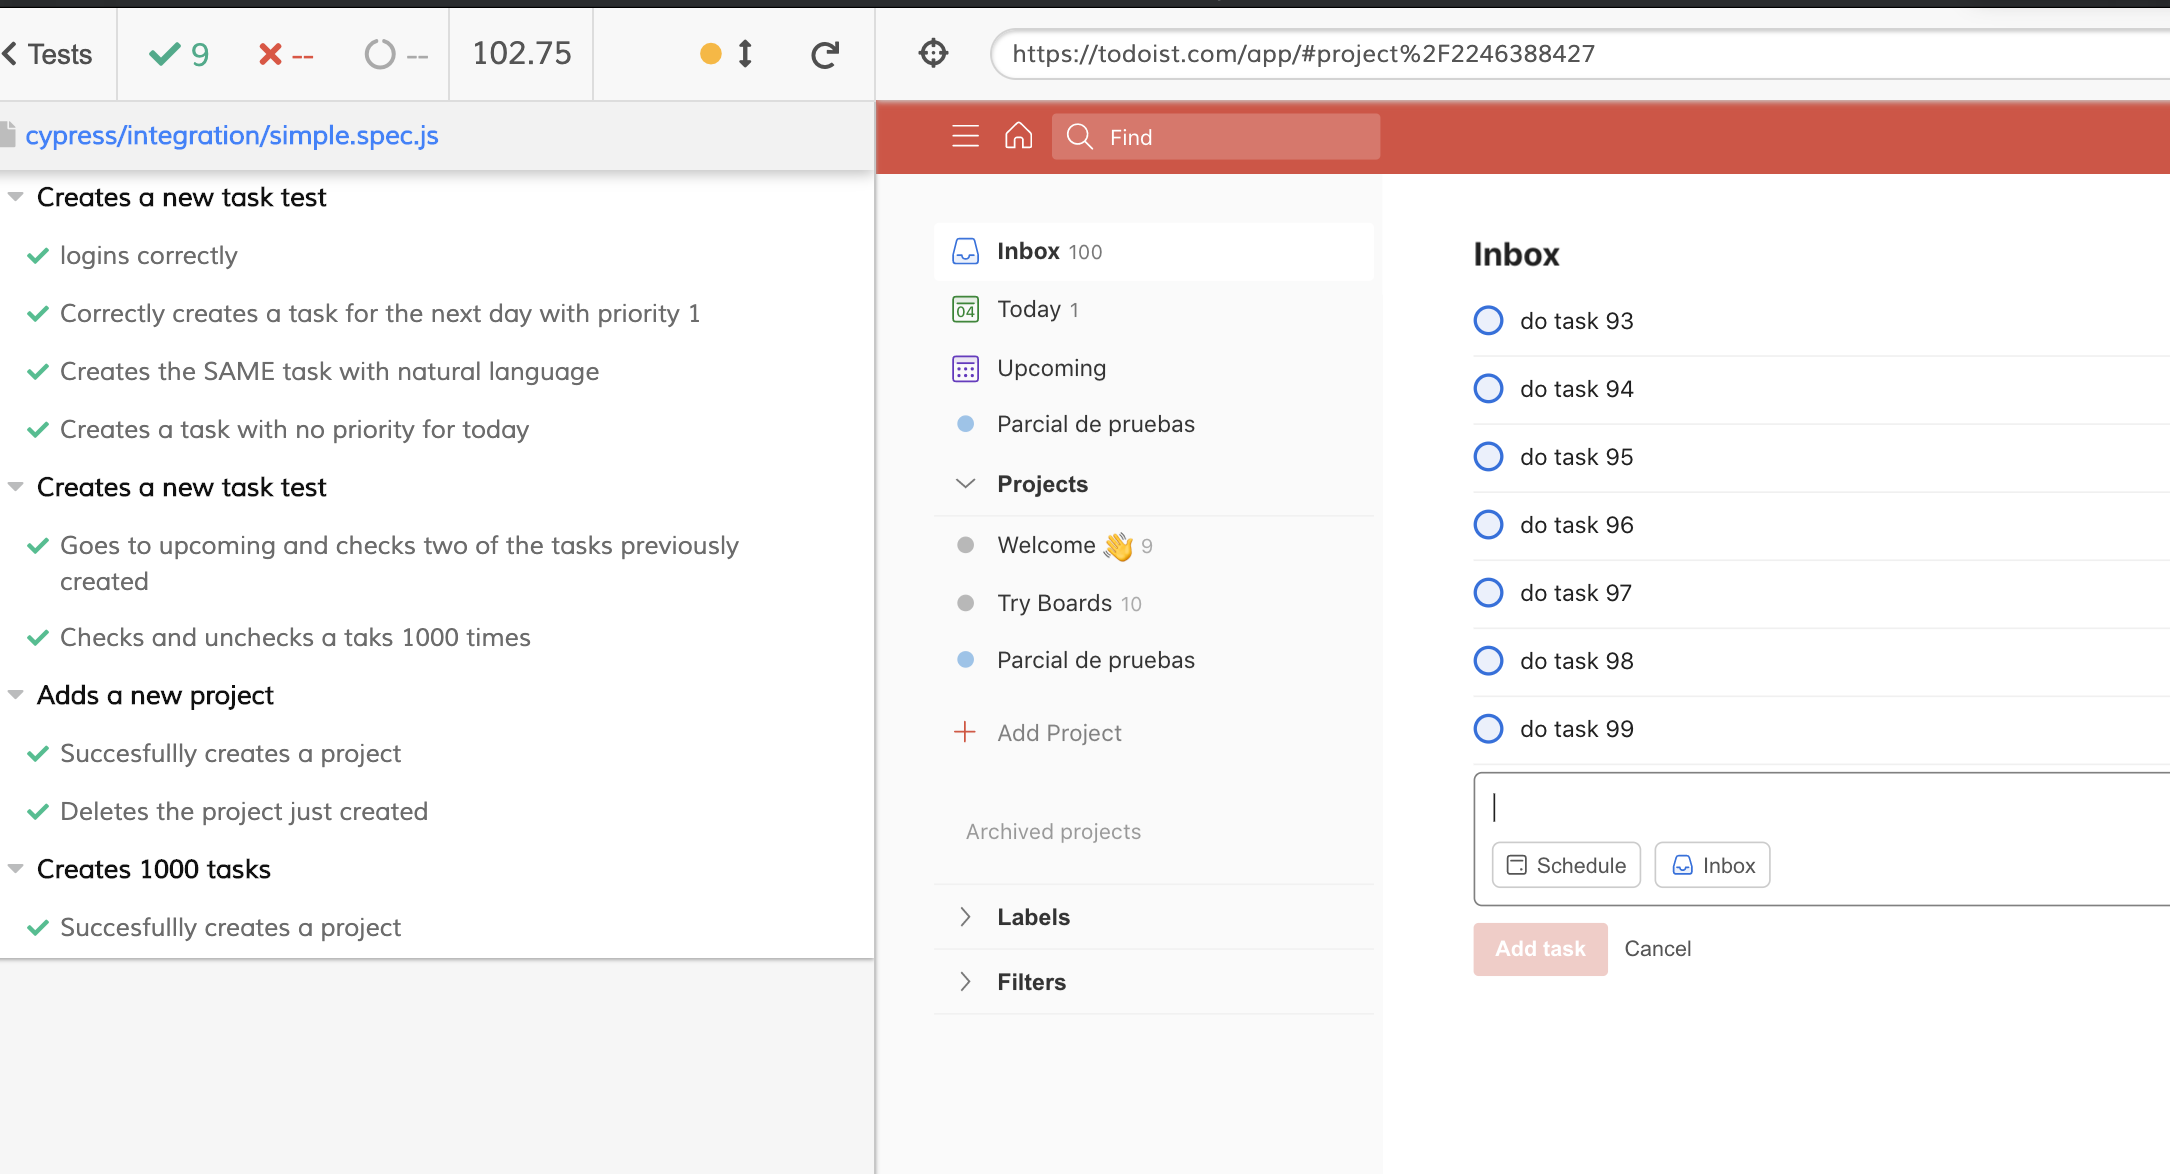 Tests
9
--
--
102.75
https://todoist.com/app/#project%2F2246388427
cypress/integration/simple.spec.js
Creates a new task test
logins correctly
Correctly creates a task for the next day with priority 1
Creates the SAME task with natural language
Creates a task with no priority for today
Creates a new task test
Goes to upcoming and checks two of the tasks previously
created
Checks and unchecks a taks 1000 times
Adds a new project
Succesfullly creates a project
Deletes the project just created
Creates 1000 tasks
Succesfullly creates a project
Find
Inbox 100
04 Today 1
Upcoming
Parcial de pruebas
Projects
Welcome 👋 9
Try Boards 10
Parcial de pruebas
Add Project
Archived projects
Labels
Filters
Inbox
do task 93
do task 94
do task 95
do task 96
do task 97
do task 98
do task 99
Schedule Inbox
Add task Cancel